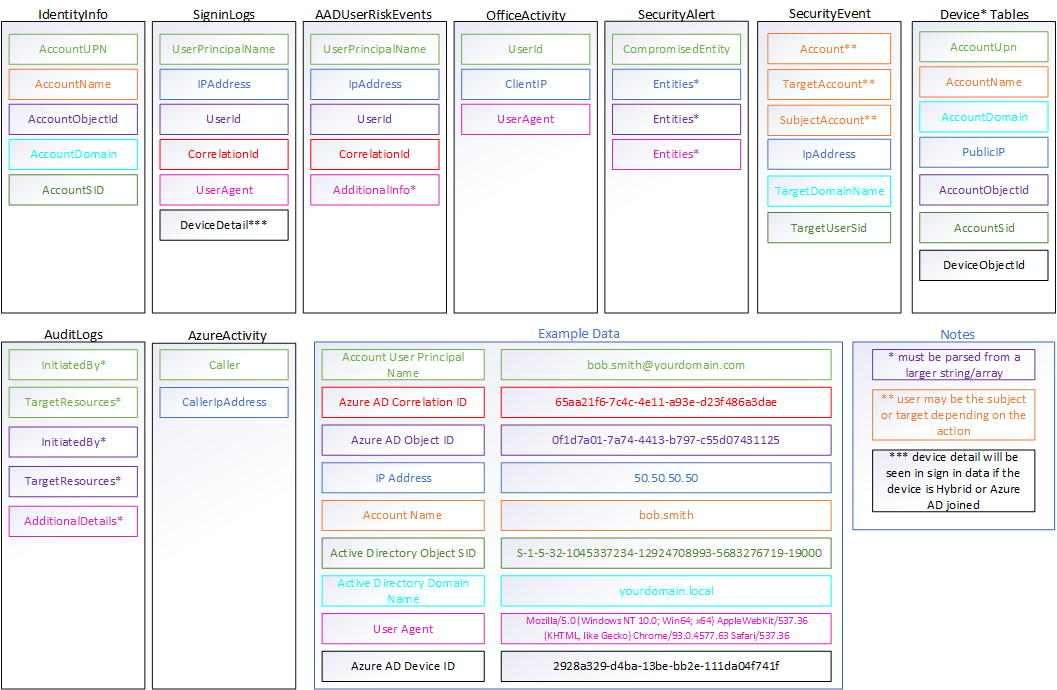 IdentityInfo
AccountUPN
AccountName
AccountObjectId
AccountDomain
AccountSID
SigninLogs
UserPrincipalName
IPAddress
UserId
CorrelationId
UserAgent
DeviceDetail***
AADUserRiskEvents
UserPrincipalName
IpAddress
UserId
CorrelationId
AdditionalInfo*
OfficeActivity
UserId
ClientIP
UserAgent
SecurityAlert
CompromisedEntity
Entities*
Entities*
Entities*
SecurityEvent
Account**
TargetAccount**
SubjectAccount**
IpAddress
TargetDomainName
TargetUserSid
Device* Tables
AccountUpn
AccountName
AccountDomain
PublicIP
AccountObjectId
AccountSid
DeviceObjectId
AuditLogs
InitiatedBy*
TargetResources*
InitiatedBy*
TargetResources*
AdditionalDetails*
AzureActivity
Caller
CallerIpAddress
Example Data
Account User Principal
Name
bob.smith@yourdomain.com
Azure AD Correlation ID
65aa21f6-7c4c-4e11-a93e-d23f486a3dae
Azure AD Object ID
0f1d7a01-7a74-4413-b797-c55d07431125
IP Address
50.50.50.50
Account Name
bob.smith
Active Directory Object SID
S-1-5-32-1045337234-12924708993-5683276719-19000
Active Directory Domain
Name
yourdomain.local
User Agent
Mozilla/5.0 (Windows NT 10.0; Win64; x64) AppleWebKit/537.36
(KHTML, like Gecko) Chrome/93.0.4577.63 Safari/537.36
Azure AD Device ID
2928a329-d4ba-13be-bb2e-111da04f741f
Notes
* must be parsed from a
larger string/array
** user may be the subject
or target depending on the
action
*** device detail will be
seen in sign in data if the
device is Hybrid or Azure
AD joined